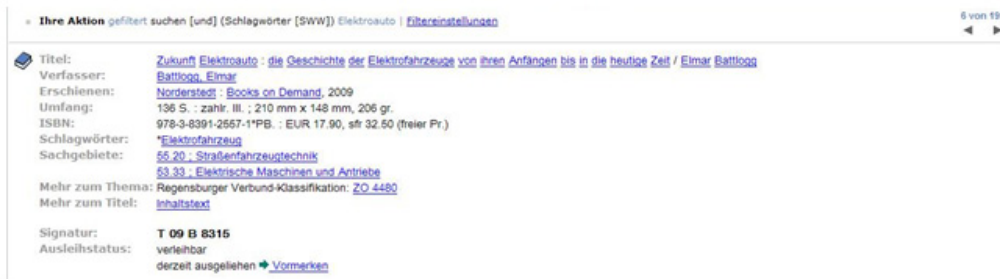 Ihre Aktion gefiltert suchen [und] (Schlagwörter [SWW]) Elektroauto | Filtereinstellungen
6 von 19
Titel: Zukunft Elektroauto : die Geschichte der Elektrofahrzeuge von ihren Anfängen bis in die heutige Zeit / Elmar Battlogg
Verfasser: Battlogg, Elmar
Erschienen: Norderstedt : Books on Demand, 2009
Umfang: 136 S. : zahlr. Ill. ; 210 mm x 148 mm, 206 gr.
ISBN: 978-3-8391-2557-1*PB. : EUR 17.90, sfr 32.50 (freier Pr.)
Schlagwörter: *Elektrofahrzeug
Sachgebiete: 55.20 ; Straßenfahrzeugtechnik
53.33 ; Elektrische Maschinen und Antriebe
Mehr zum Thema: Regensburger Verbund-Klassifikation: ZO 4480
Mehr zum Titel: Inhaltstext
Signatur: T 09 B 8315
Ausleihstatus: verleihbar
derzeit ausgeliehen Vormerken